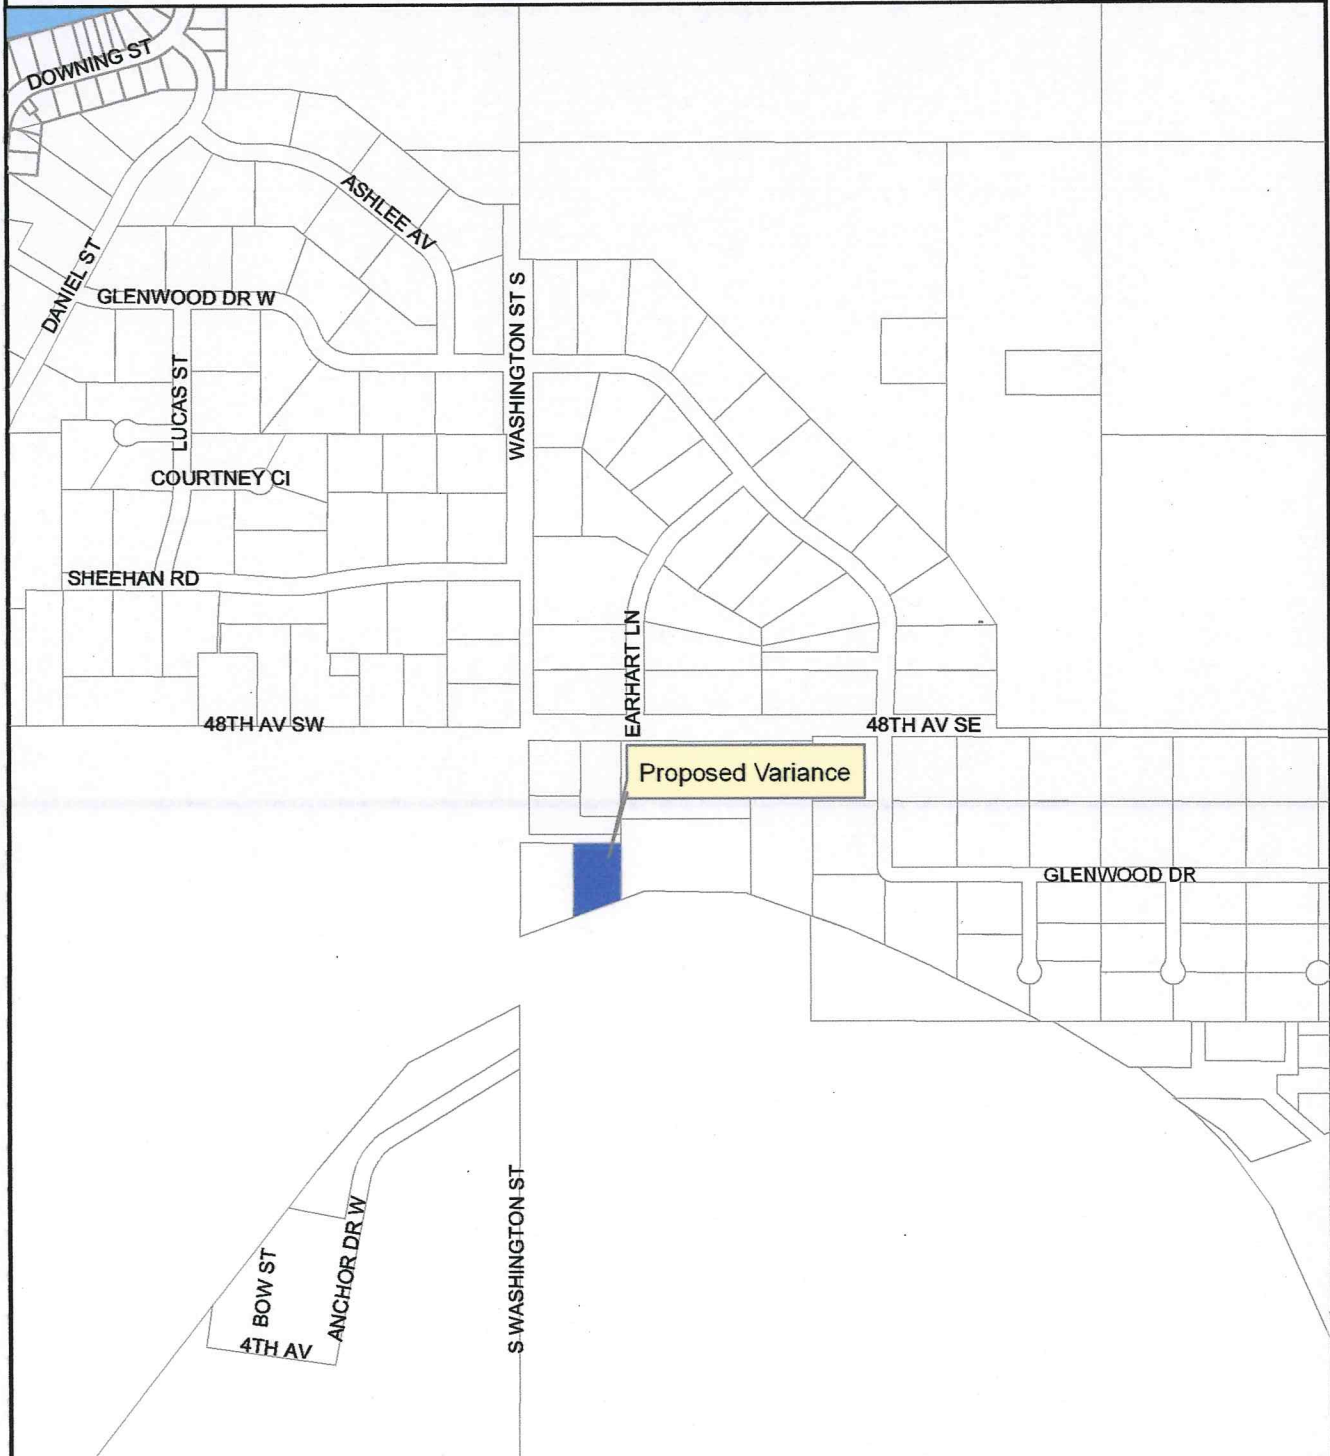 DOWNING ST
ASHLEE AV
DANIEL ST
GLENWOOD DR W
WASHINGTON ST S
LUCAS ST
COURTNEY CI
SHEEHAN RD
EARHART LN
48TH AV SW
48TH AV SE
Proposed Variance
GLENWOOD DR
BOW ST
ANCHOR DR W
S WASHINGTON ST
4TH AV